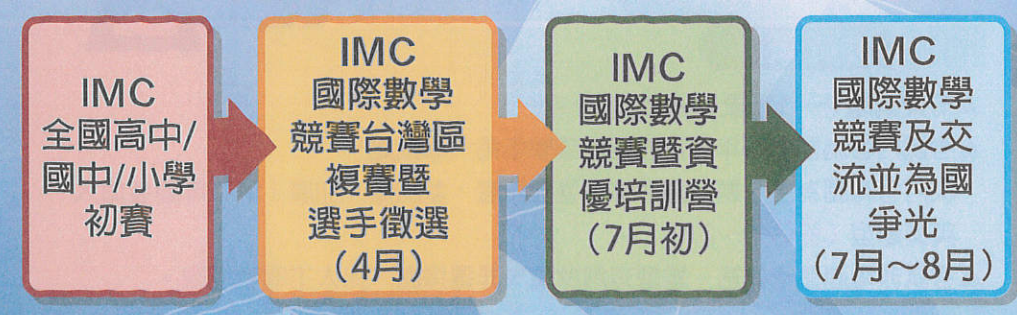 IMC
全國高中/
國中/小學
初賽
IMC
國際數學
競賽台灣區
複賽暨
選手徵選
（4月）
IMC
國際數學
競賽暨資
優培訓營
（7月初）
IMC
國際數學
競賽及交
流並為國
爭光
（7月～8月）